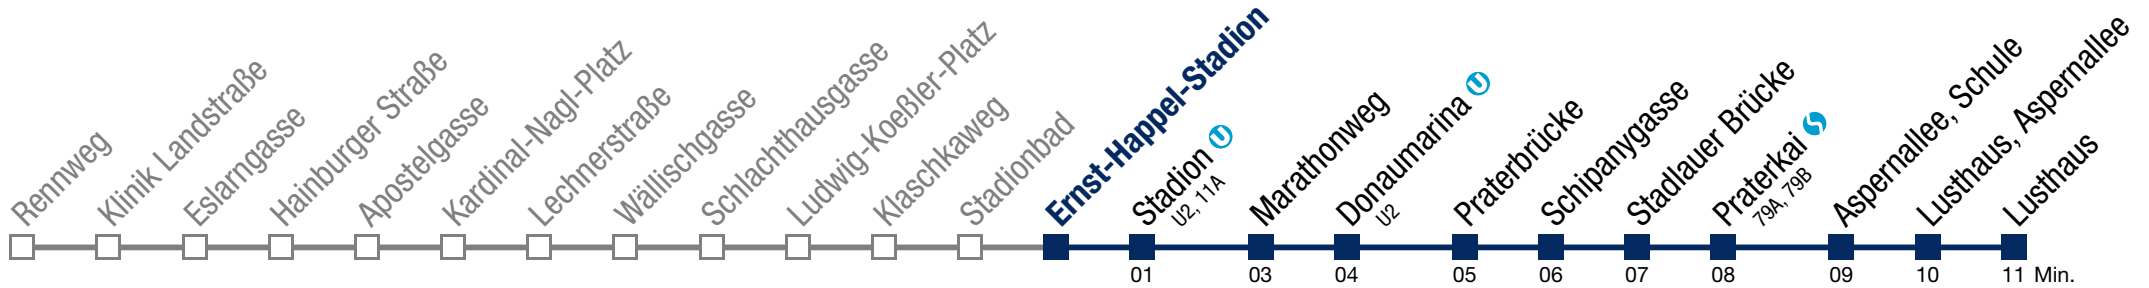 Rennweg
Klinik Landstraße
Eslarngasse
Hainburger Straße
Apostelgasse
Kardinal-Nagl-Platz
Lechnerstraße
Wällischgasse
Schlachthausgasse
Ludwig-Koeßler-Platz
Klaschkaweg
Stadionbad
Ernst-Happel-Stadion
Stadion U
U2, 11A
Marathonweg
Donaumarina U
U2
Praterbrücke
Schipanygasse
Stadlauer Brücke
Praterkai S
79A, 79B
Aspernallee, Schule
Lusthaus, Aspernallee
Lusthaus
01 03 04 05 06 07 08 09 10 11 Min.